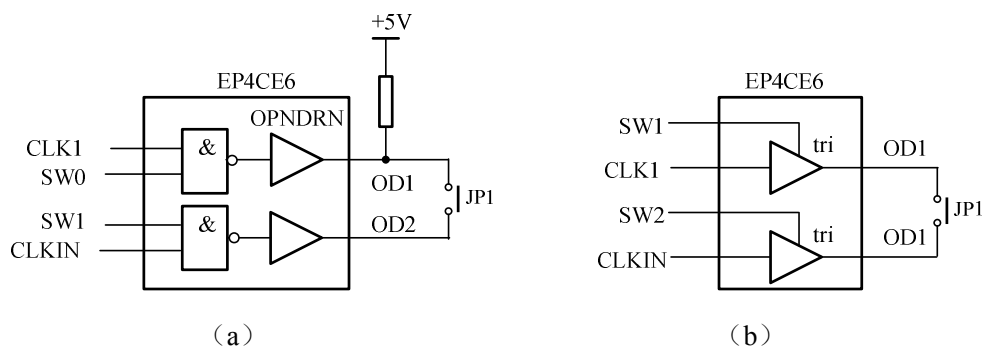 +5V
EP4CE6
OPNDRN
CLK1
&
SW0
OD1
JP1
SW1
&
OD2
CLKIN
（a）
EP4CE6
SW1
tri
OD1
CLK1
SW2
JP1
tri
OD1
CLKIN
（b）